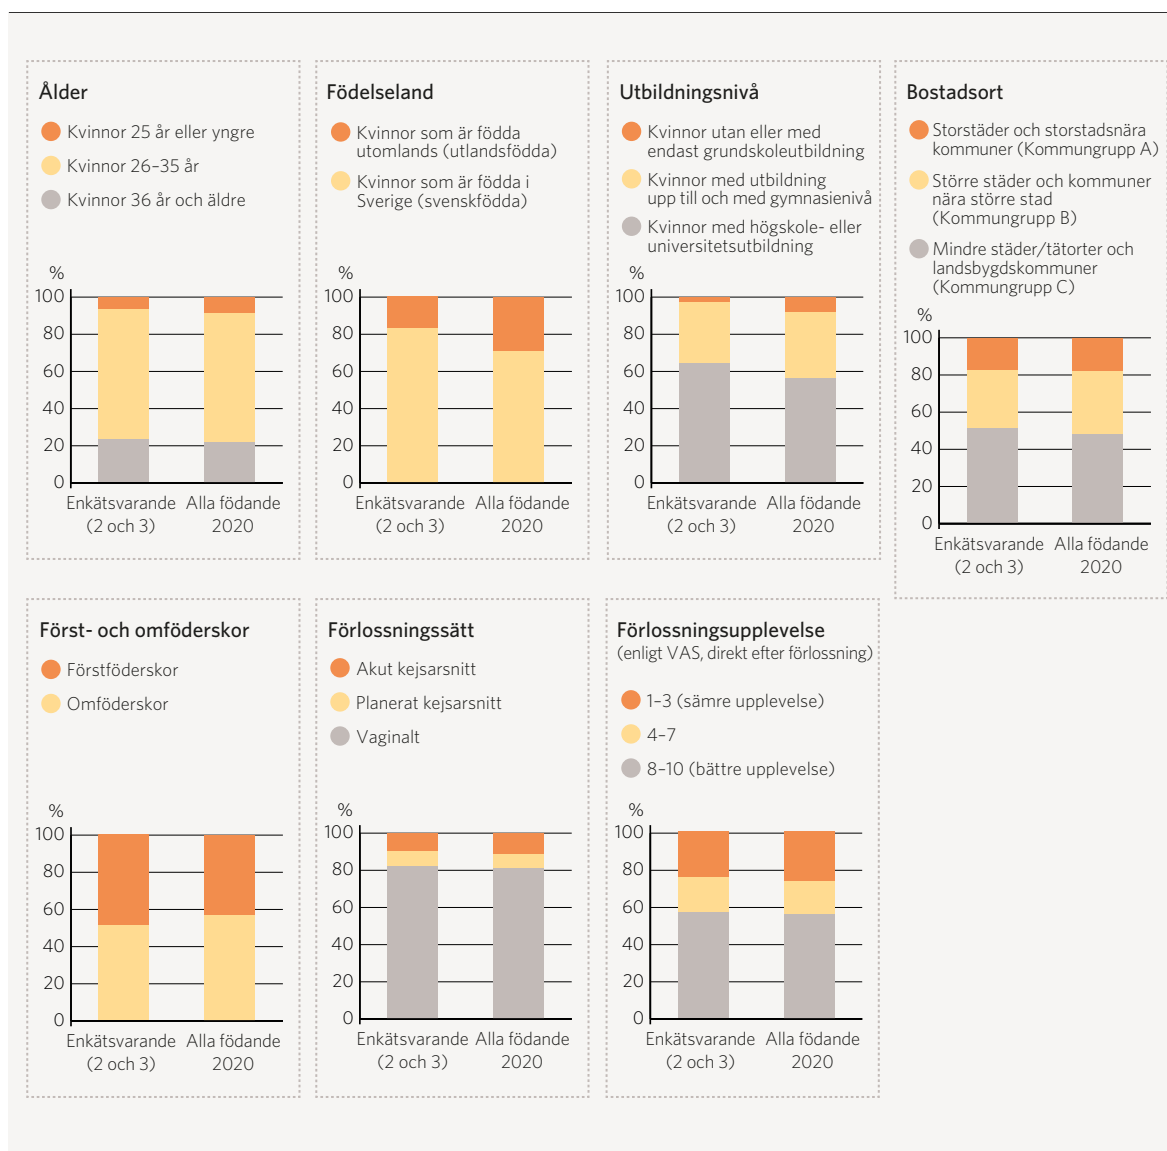 Ålder
Kvinnor 25 år eller yngre
Kvinnor 26–35 år
Kvinnor 36 år och äldre
%
100
80
60
40
20
0
Enkätsvarande
(2 och 3)
Alla födande
2020
Födelseland
Kvinnor som är födda
utomlands (utlandsfödda)
Kvinnor som är födda i
Sverige (svenskfödda)
%
100
80
60
40
20
0
Enkätsvarande
(2 och 3)
Alla födande
2020
Utbildningsnivå
Kvinnor utan eller med
endast grundskoleutbildning
Kvinnor med utbildning
upp till och med gymnasienivå
Kvinnor med högskole- eller
universitetsutbildning
%
100
80
60
40
20
0
Enkätsvarande
(2 och 3)
Alla födande
2020
Bostadsort
Storstäder och storstadsnära
kommuner (Kommungrupp A)
Större städer och kommuner
nära större stad
(Kommungrupp B)
Mindre städer/tätorter och
landsbygdskommuner
(Kommungrupp C)
%
100
80
60
40
20
0
Enkätsvarande
(2 och 3)
Alla födande
2020
Först- och omföderskor
Förstföderskor
Omföderskor
%
100
80
60
40
20
0
Enkätsvarande
(2 och 3)
Alla födande
2020
Förlossningssätt
Akut kejsarsnitt
Planerat kejsarsnitt
Vaginalt
%
100
80
60
40
20
0
Enkätsvarande
(2 och 3)
Alla födande
2020
Förlossningsupplevelse
(enligt VAS, direkt efter förlossning)
1–3 (sämre upplevelse)
4–7
8–10 (bättre upplevelse)
%
100
80
60
40
20
0
Enkätsvarande
(2 och 3)
Alla födande
2020